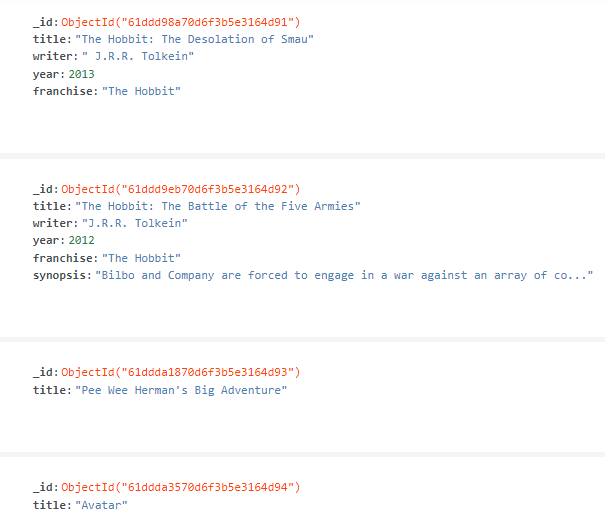 _id: ObjectId("61ddd98a70d6f3b5e3164d91")
title: "The Hobbit: The Desolation of Smau"
writer: " J.R.R. Tolkein"
year: 2013
franchise: "The Hobbit"
_id: ObjectId("61ddd9eb70d6f3b5e3164d92")
title: "The Hobbit: The Battle of the Five Armies"
writer: "J.R.R. Tolkein"
year: 2012
franchise: "The Hobbit"
synopsis: "Bilbo and Company are forced to engage in a war against an array of co..."
_id: ObjectId("61ddda1870d6f3b5e3164d93")
title: "Pee Wee Herman's Big Adventure"
_id: ObjectId("61ddda3570d6f3b5e3164d94")
title: "Avatar"